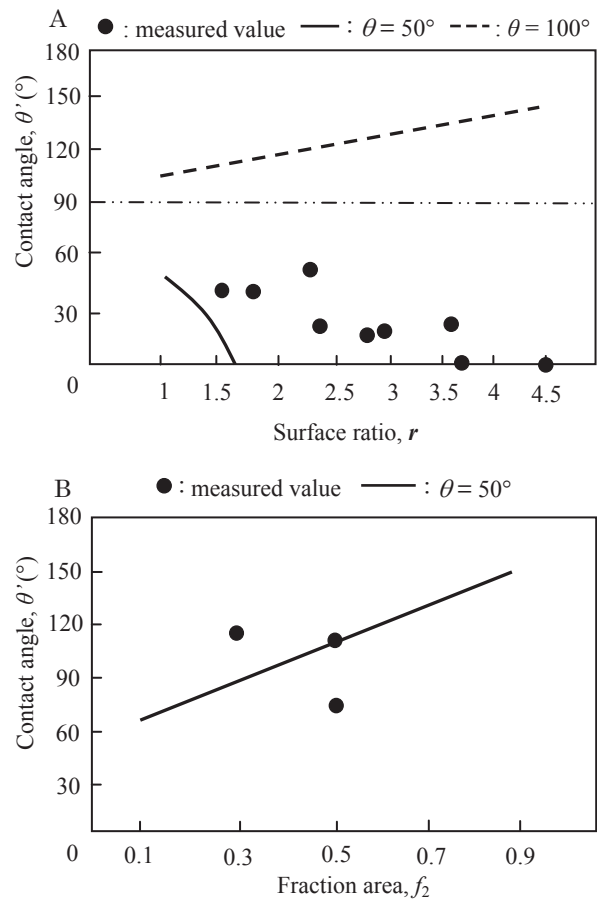 A
● : measured value : θ = 50° : θ = 100°
180
150
120
90
60
30
0
Contact angle, θ’ (°)
1 1.5 2 2.5 3 3.5 4 4.5
Surface ratio, r
B
● : measured value : θ = 50°
180
150
120
90
60
30
0
Contact angle, θ’ (°)
0.1 0.3 0.5 0.7 0.9
Fraction area, f₂